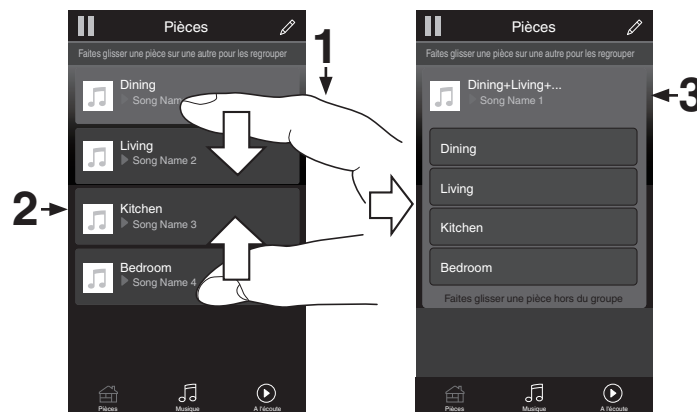 Pièces
Faites glisser une pièce sur une autre pour les regrouper
1
Dining
Song Nam
Living
Song Name 2
2
Kitchen
Song Name 3
Bedroom
Song Name 4
Pièces
Musique
A l'écoute
Pièces
Faites glisser une pièce sur une autre pour les regrouper
Dining+Living+...
Song Name 1
3
Dining
Living
Kitchen
Bedroom
Faites glisser une pièce hors du groupe
Pièces
Musique
A l'écoute